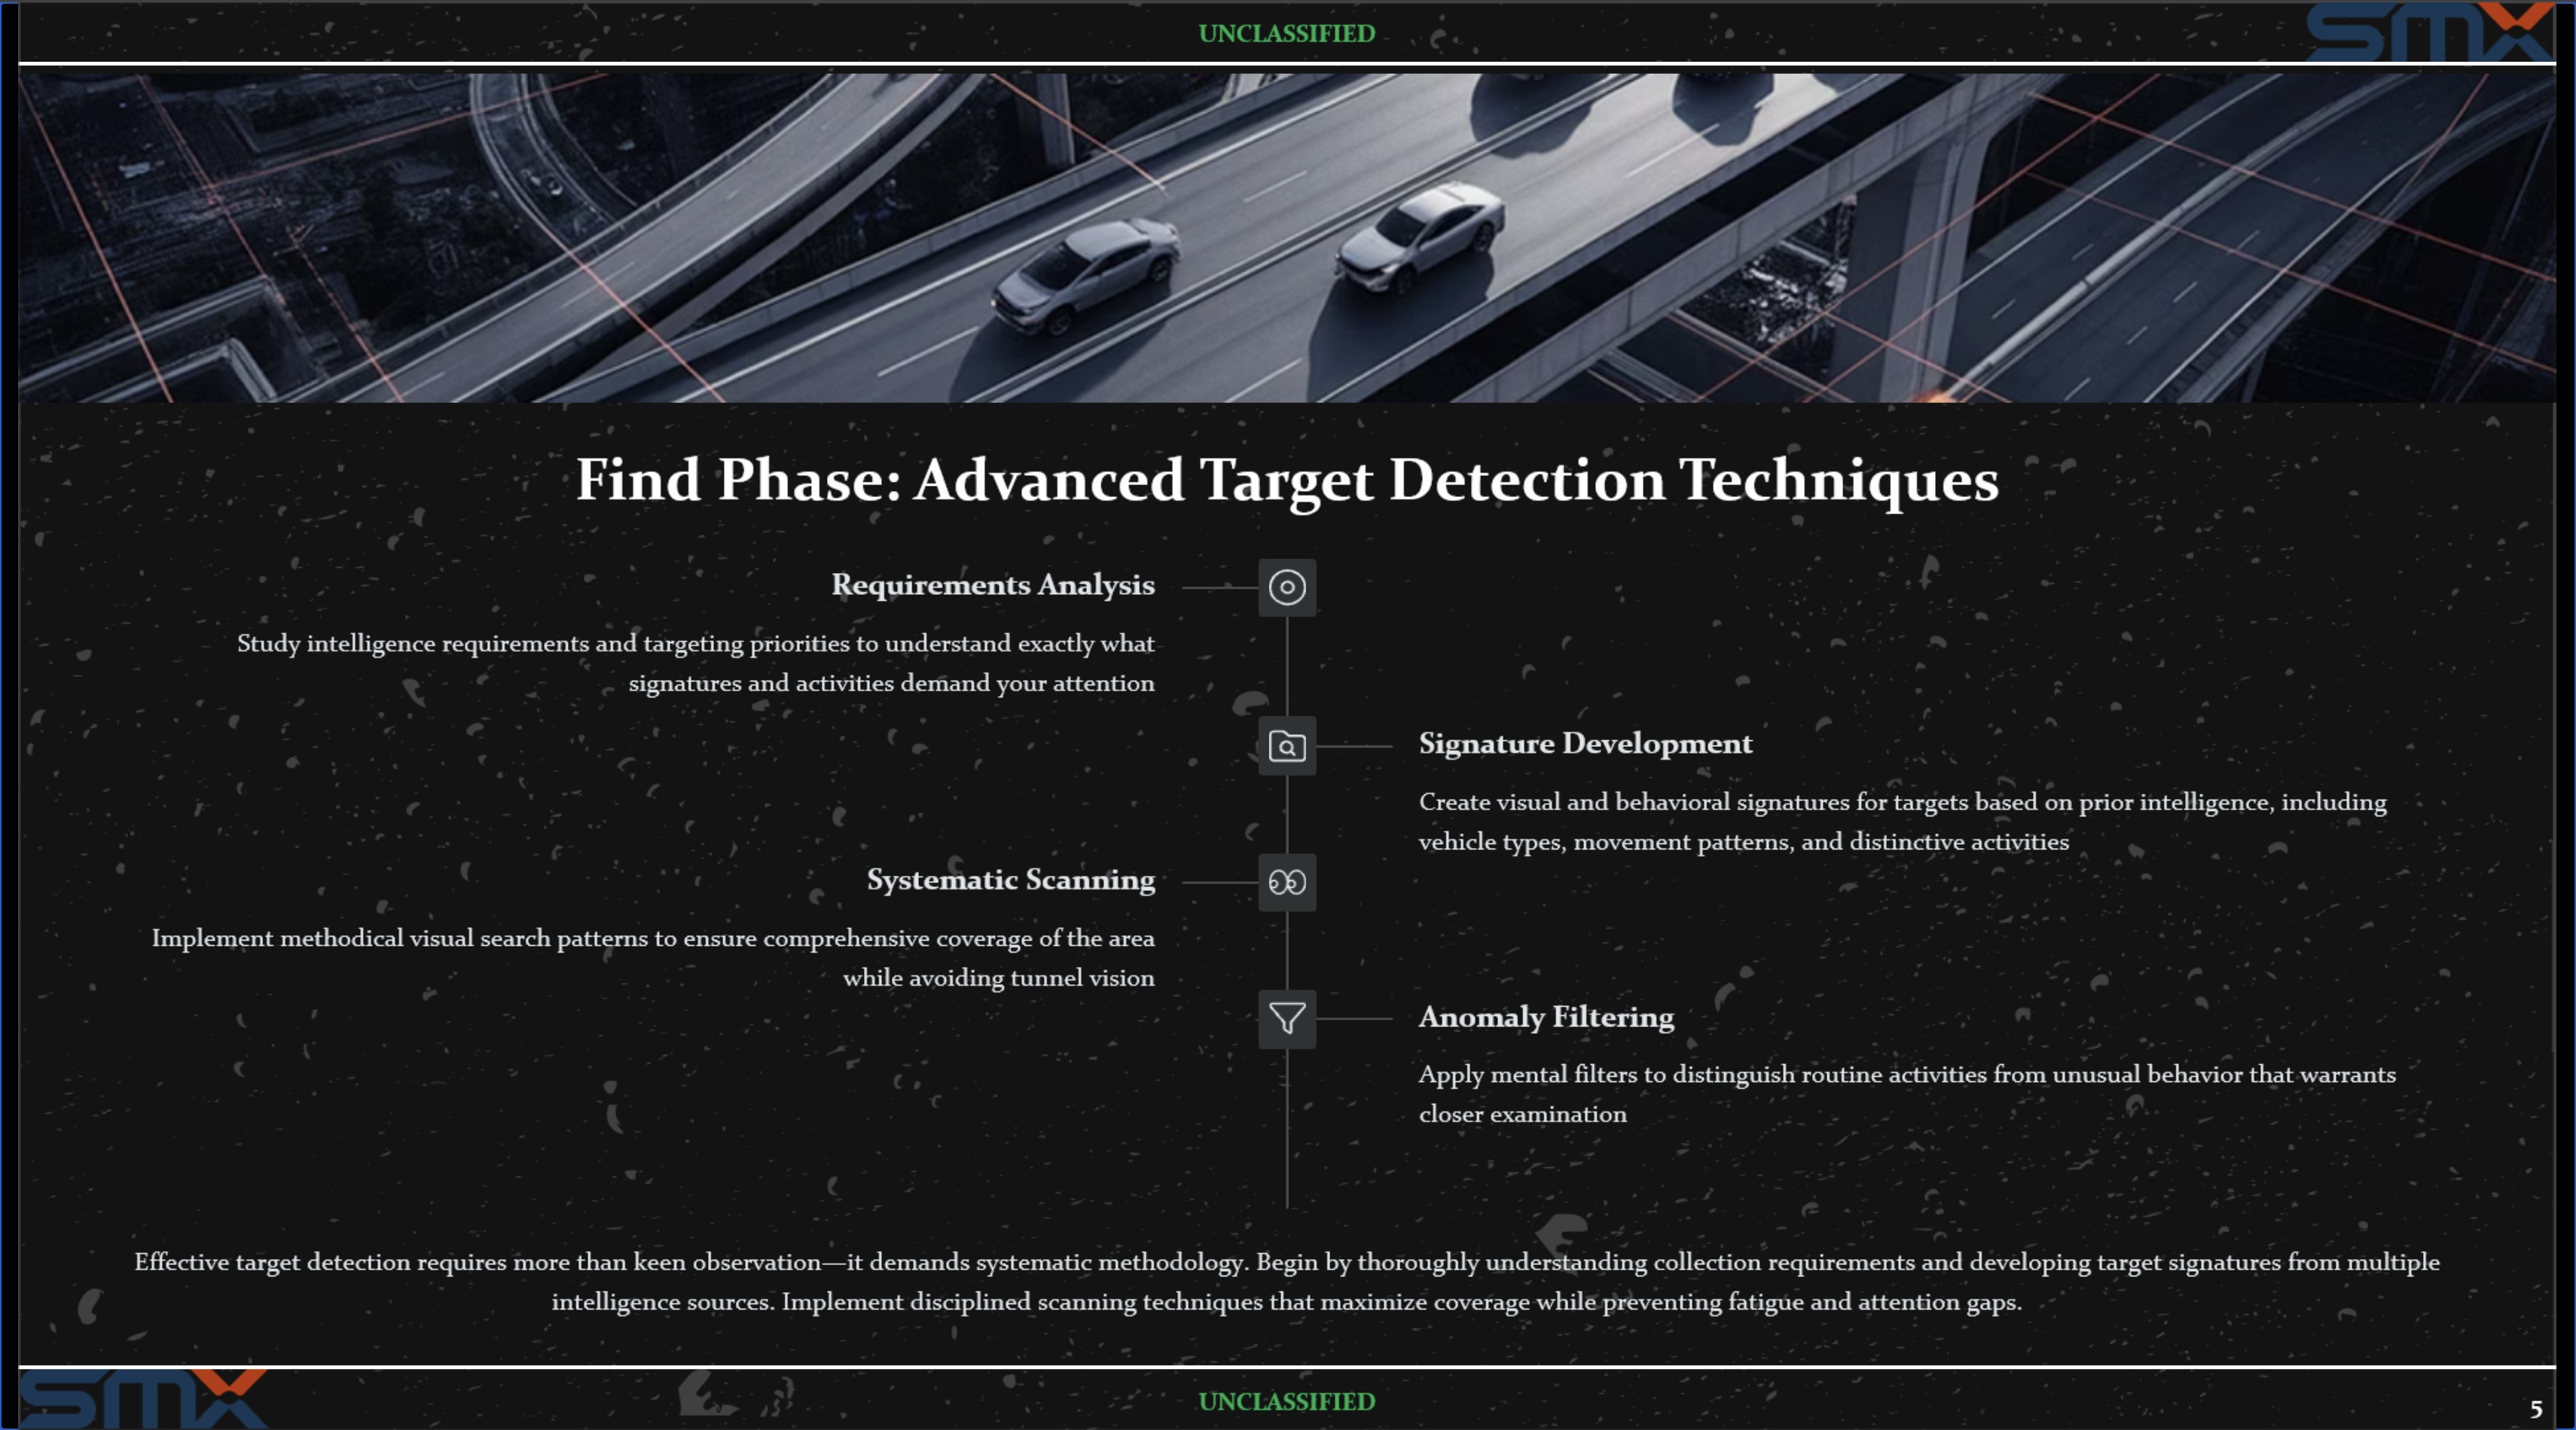 UNCLASSIFIED
SMX
Find Phase: Advanced Target Detection Techniques
Requirements Analysis
Study intelligence requirements and targeting priorities to understand exactly what
signatures and activities demand your attention
Signature Development
Create visual and behavioral signatures for targets based on prior intelligence, including
vehicle types, movement patterns, and distinctive activities
Systematic Scanning
Implement methodical visual search patterns to ensure comprehensive coverage of the area
while avoiding tunnel vision
Anomaly Filtering
Apply mental filters to distinguish routine activities from unusual behavior that warrants
closer examination
Effective target detection requires more than keen observation—it demands systematic methodology. Begin by thoroughly understanding collection requirements and developing target signatures from multiple
intelligence sources. Implement disciplined scanning techniques that maximize coverage while preventing fatigue and attention gaps.
SMX
UNCLASSIFIED
5